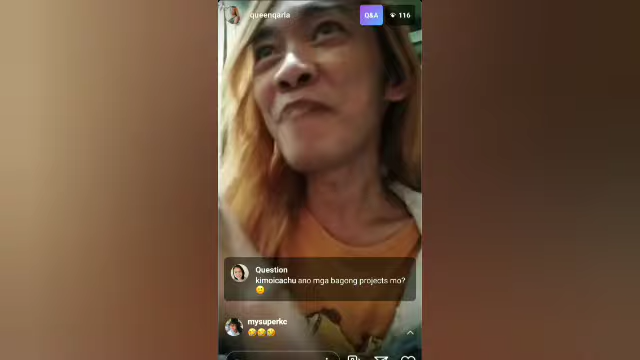 queenqarla
Q&A
116
Question
kimoicachu ano mga bagong projects mo?
mysuperkc